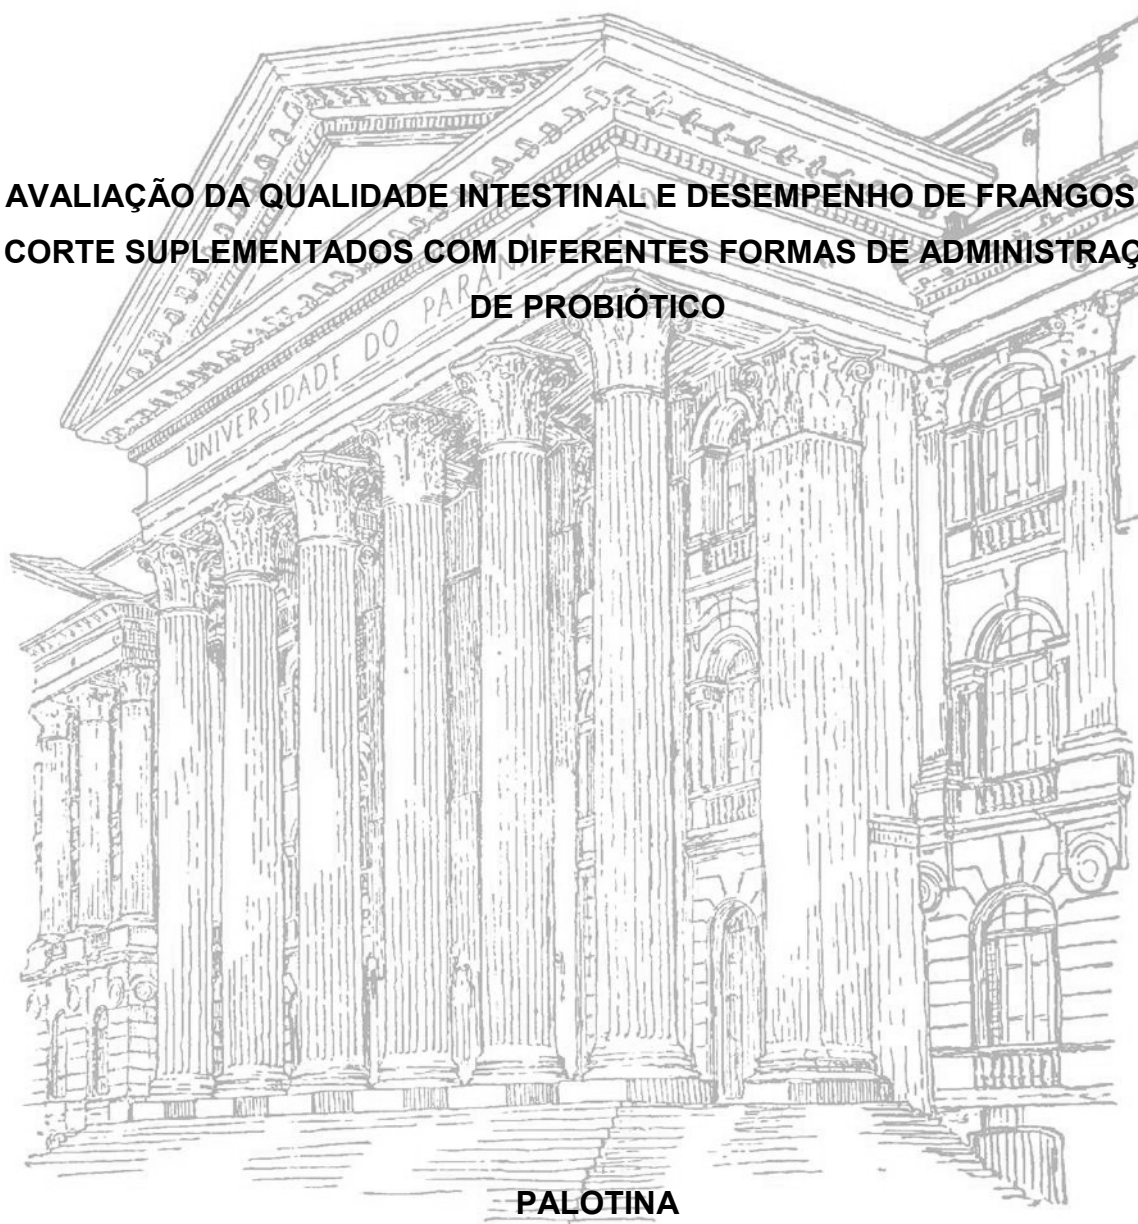 AVALIAÇÃO DA QUALIDADE INTESTINAL E DESEMPENHO DE FRANGOS
CORTE SUPLEMENTADOS COM DIFERENTES FORMAS DE ADMINISTRAÇ
DE PROBIÓTICO
UNIVERSIDADE DO PARANÁ
PALOTINA